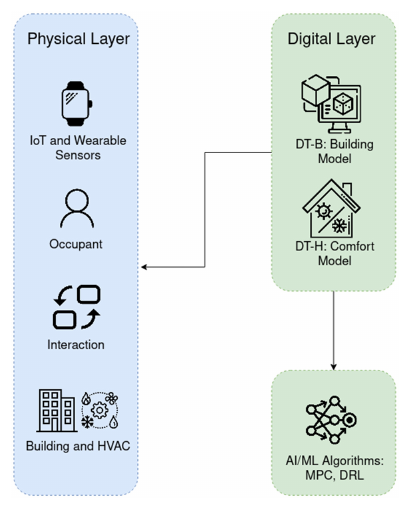 Physical Layer
IoT and Wearable
Sensors
Occupant
Interaction
Building and HVAC
Digital Layer
DT-B: Building
Model
DT-H: Comfort
Model
AI/ML Algorithms:
MPC, DRL